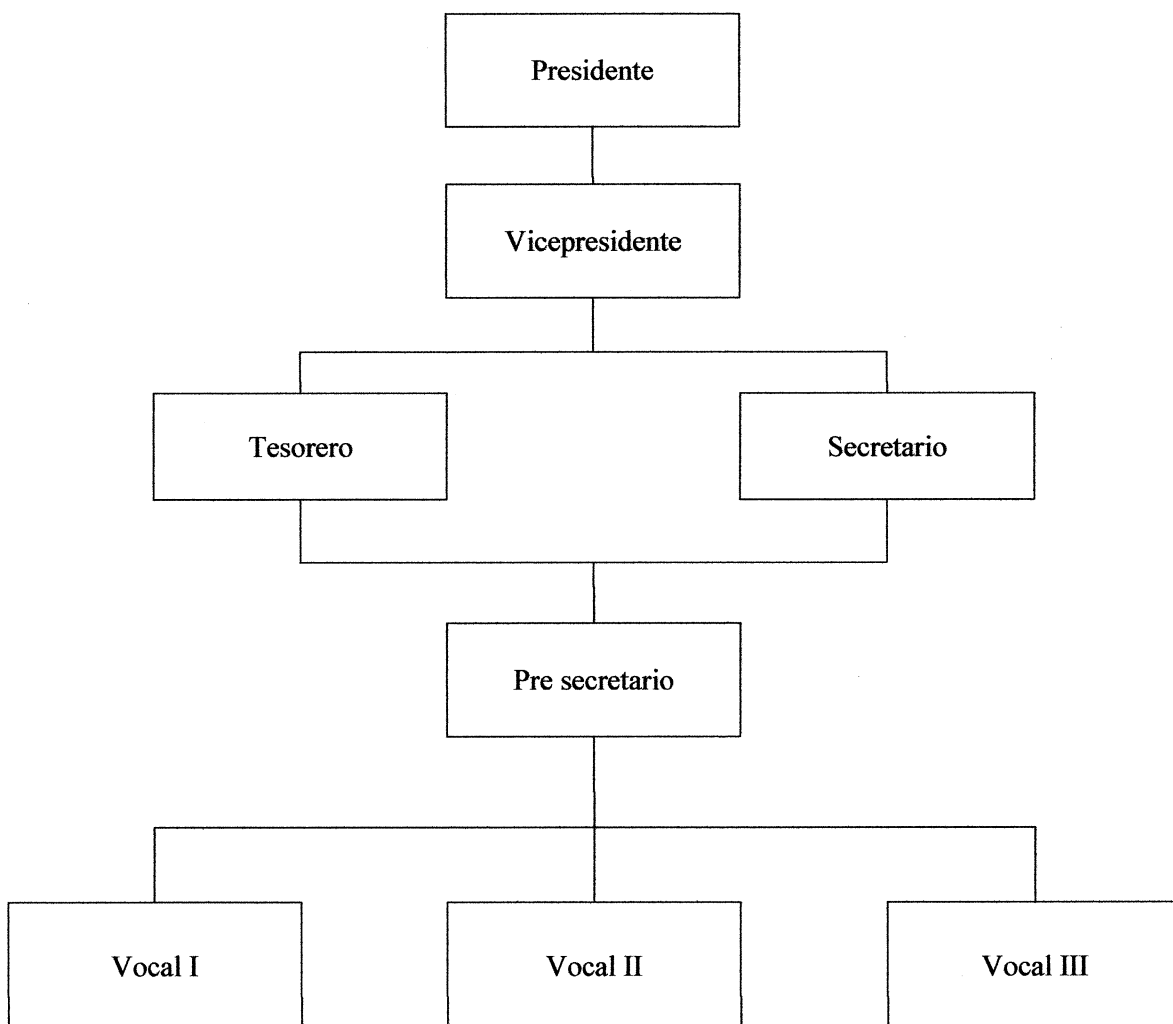 Presidente
Vicepresidente
Tesorero
Secretario
Pre secretario
Vocal I
Vocal II
Vocal III